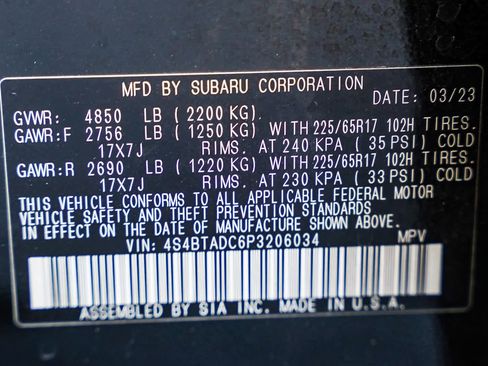 MFD BY SUBARU CORPORATION
DATE: 03/23
GVWR: 4850 LB (2200 KG)
GAWR:F 2756 LB (1250 KG) WITH 225/65R17 102H TIRES.
17X7J RIMS. AT 240 KPA (35 PSI) COLD
GAWR:R 2690 LB (1220 KG) WITH 225/65R17 102H TIRES.
17X7J RIMS. AT 230 KPA (33 PSI) COLD
THIS VEHICLE CONFORMS TO ALL APPLICABLE FEDERAL MOTOR
VEHICLE SAFETY AND THEFT PREVENTION STANDARDS
IN EFFECT ON THE DATE OF MANUFACTURE SHOWN ABOVE.
VIN: 4S4BTADC6P3206034 MPV
ASSEMBLED BY SIA INC. MADE IN U.S.A.